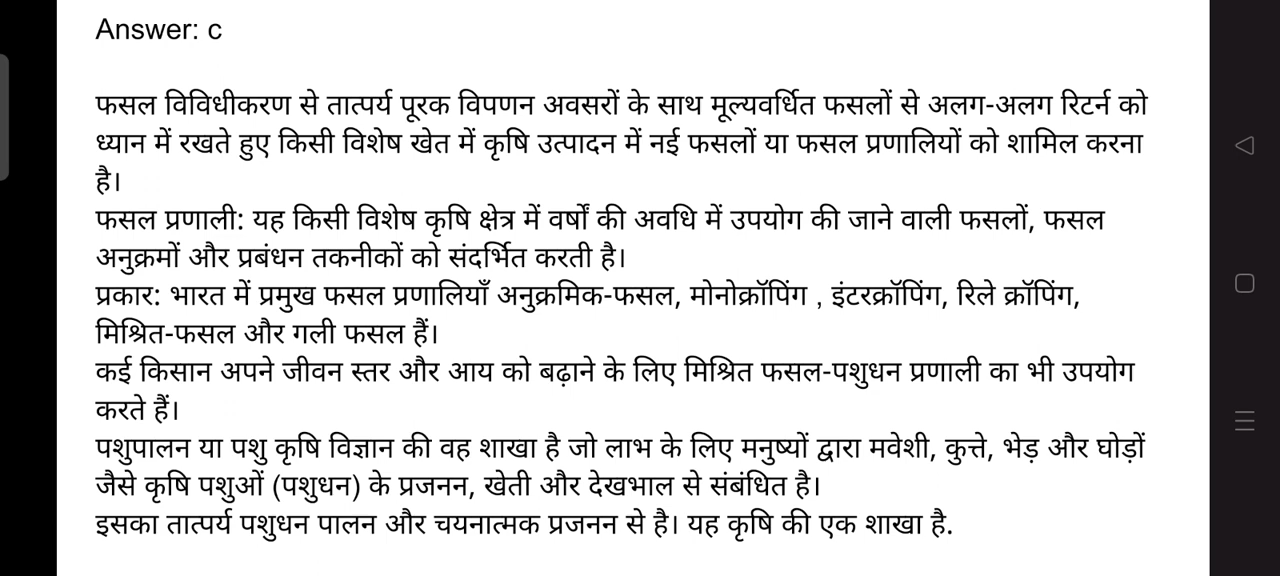 Answer: c
फसल विविधीकरण से तात्पर्य पूरक विपणन अवसरों के साथ मूल्यवर्धित फसलों से अलग-अलग रिटर्न को
ध्यान में रखते हुए किसी विशेष खेत में कृषि उत्पादन में नई फसलों या फसल प्रणालियों को शामिल करना
है।
फसल प्रणाली: यह किसी विशेष कृषि क्षेत्र में वर्षों की अवधि में उपयोग की जाने वाली फसलों, फसल
अनुक्रमों और प्रबंधन तकनीकों को संदर्भित करती है।
प्रकार: भारत में प्रमुख फसल प्रणालियाँ अनुक्रमिक-फसल, मोनोक्रॉपिंग , इंटरक्रॉपिंग, रिले क्रॉपिंग,
मिश्रित-फसल और गली फसल हैं।
कई किसान अपने जीवन स्तर और आय को बढ़ाने के लिए मिश्रित फसल-पशुधन प्रणाली का भी उपयोग
करते हैं।
पशुपालन या पशु कृषि विज्ञान की वह शाखा है जो लाभ के लिए मनुष्यों द्वारा मवेशी, कुत्ते, भेड़ और घोड़ों
जैसे कृषि पशुओं (पशुधन) के प्रजनन, खेती और देखभाल से संबंधित है।
इसका तात्पर्य पशुधन पालन और चयनात्मक प्रजनन से है। यह कृषि की एक शाखा है.